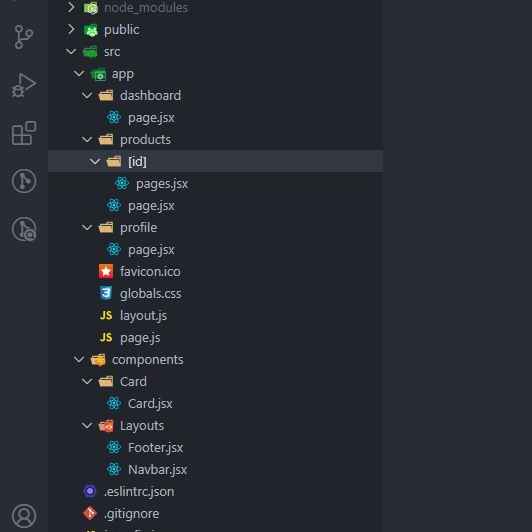 node_modules
public
src
app
dashboard
page.jsx
products
[id]
pages.jsx
page.jsx
profile
page.jsx
favicon.ico
globals.css
JS layout.js
JS page.js
components
Card
Card.jsx
Layouts
Footer.jsx
Navbar.jsx
.eslintrc.json
.gitignore